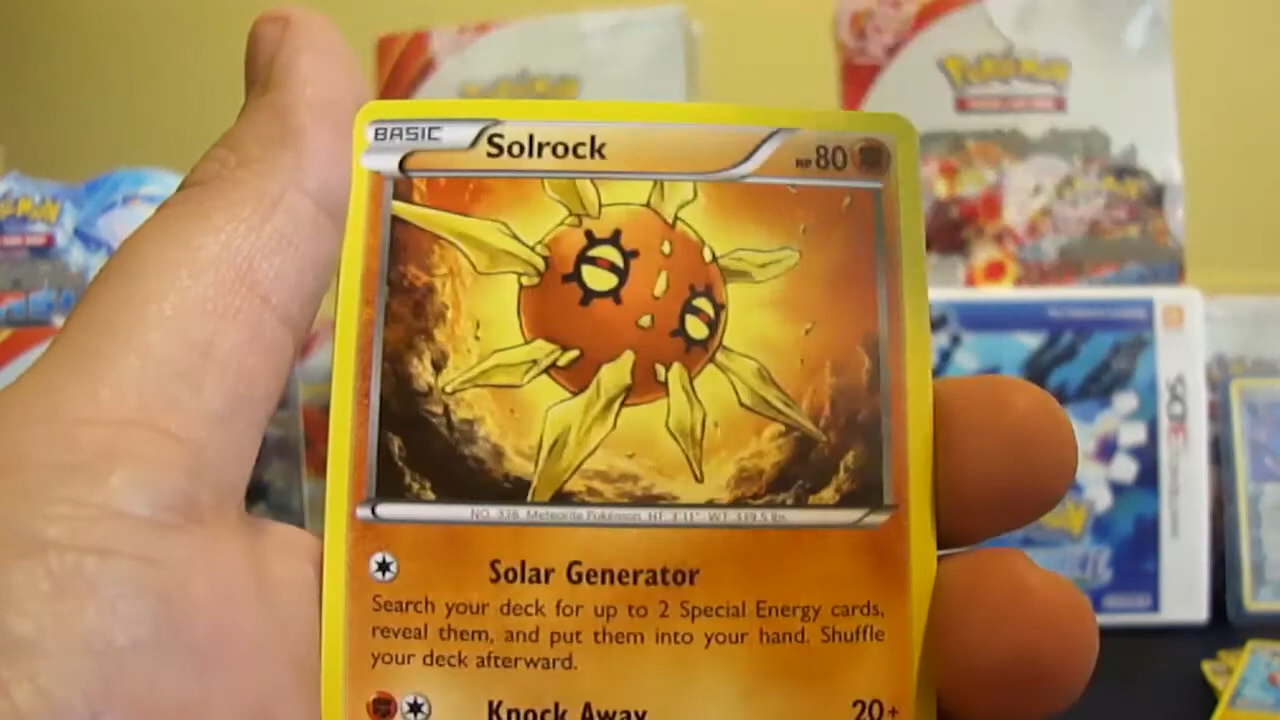 Pokémon
Pokémon
BASIC
Solrock
HP 80
NO. 338 Meteorite Pokémon HT: 3'11" WT: 339.5 lbs.
Solar Generator
Search your deck for up to 2 Special Energy cards,
reveal them, and put them into your hand. Shuffle
your deck afterward.
Knock Away
20+